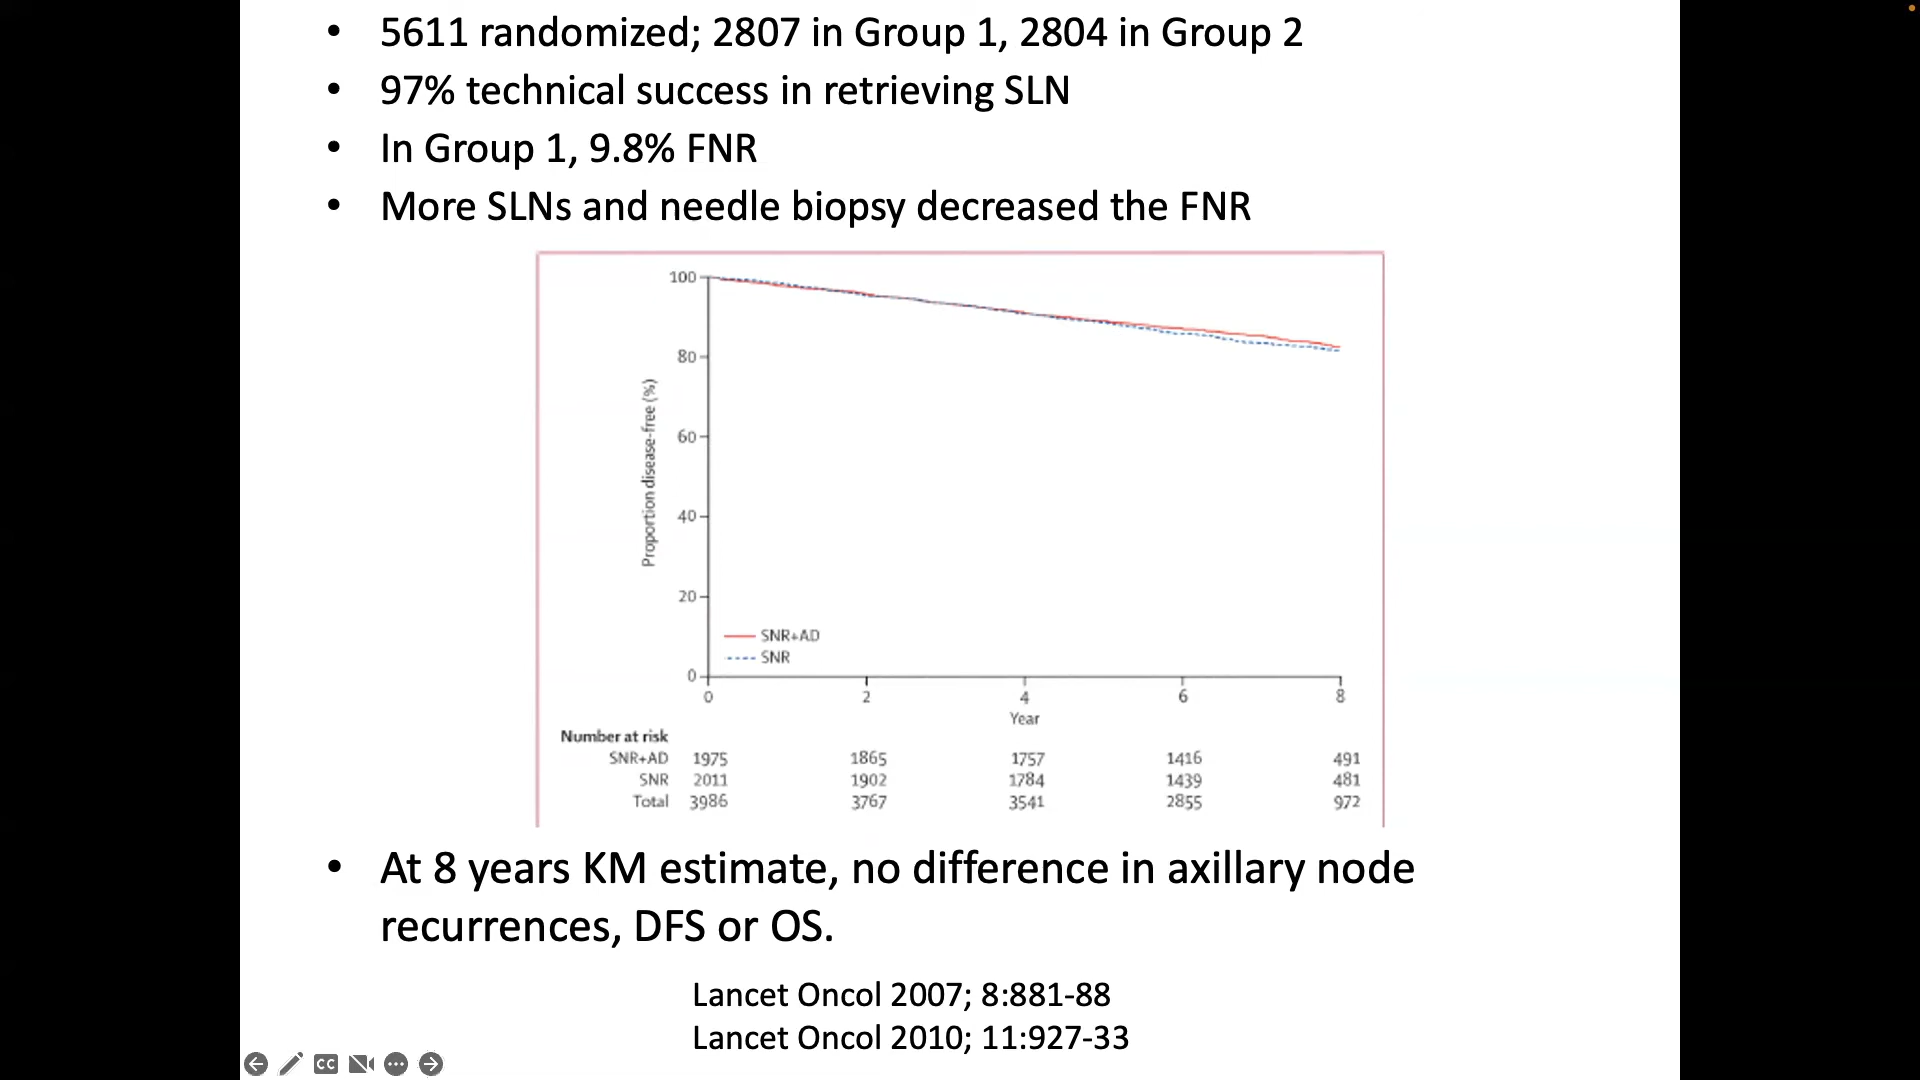 • 5611 randomized; 2807 in Group 1, 2804 in Group 2
• 97% technical success in retrieving SLN
• In Group 1, 9.8% FNR
• More SLNs and needle biopsy decreased the FNR
100
80
60
40
20
0
Proportion disease-free (%)
SNR+AD
SNR
0 2 4 6 8
Year
Number at risk
SNR+AD 1975 1865 1757 1416 491
SNR 2011 1902 1784 1439 481
Total 3986 3767 3541 2855 972
• At 8 years KM estimate, no difference in axillary node
recurrences, DFS or OS.
Lancet Oncol 2007; 8:881-88
Lancet Oncol 2010; 11:927-33
CC